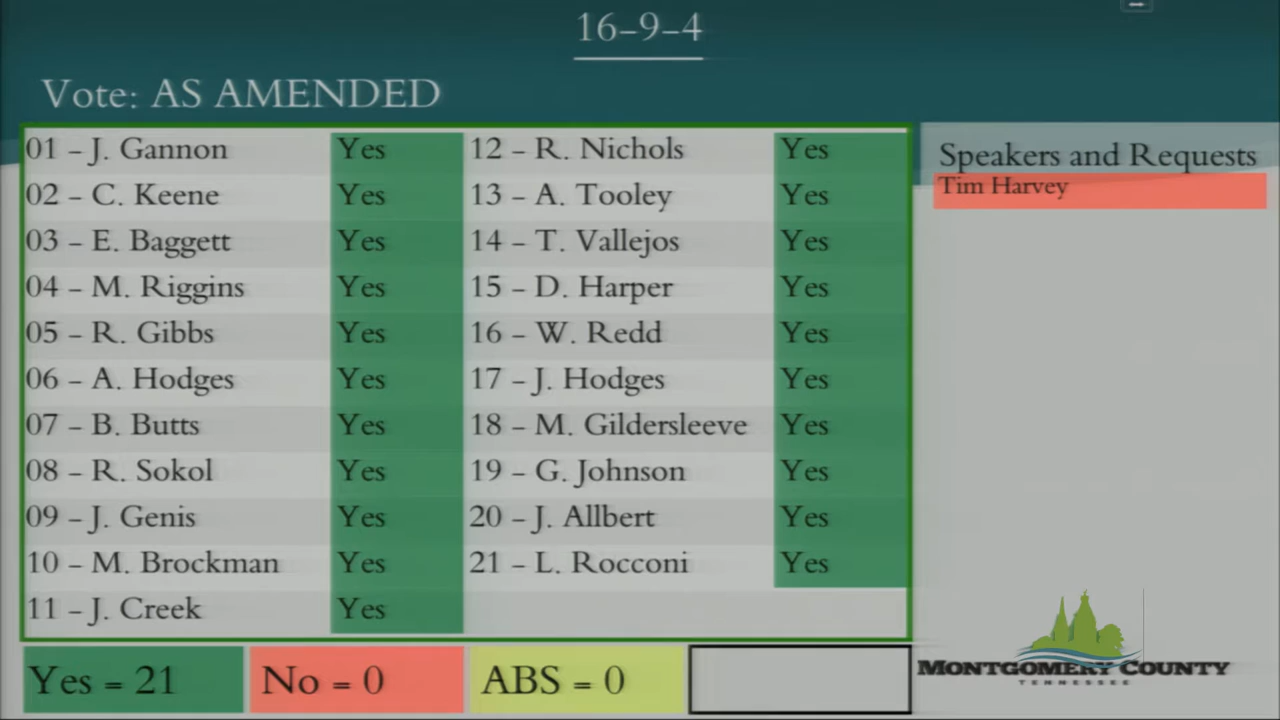 16-9-4
Vote: AS AMENDED
01 - J. Gannon Yes 12 - R. Nichols Yes
02 - C. Keene Yes 13 - A. Tooley Yes
03 - E. Baggett Yes 14 - T. Vallejos Yes
04 - M. Riggins Yes 15 - D. Harper Yes
05 - R. Gibbs Yes 16 - W. Redd Yes
06 - A. Hodges Yes 17 - J. Hodges Yes
07 - B. Butts Yes 18 - M. Gildersleeve Yes
08 - R. Sokol Yes 19 - G. Johnson Yes
09 - J. Genis Yes 20 - J. Allbert Yes
10 - M. Brockman Yes 21 - L. Rocconi Yes
11 - J. Creek Yes
Yes = 21 No = 0 ABS = 0
Speakers and Requests
Tim Harvey
MONTGOMERY COUNTY
TENNESSEE